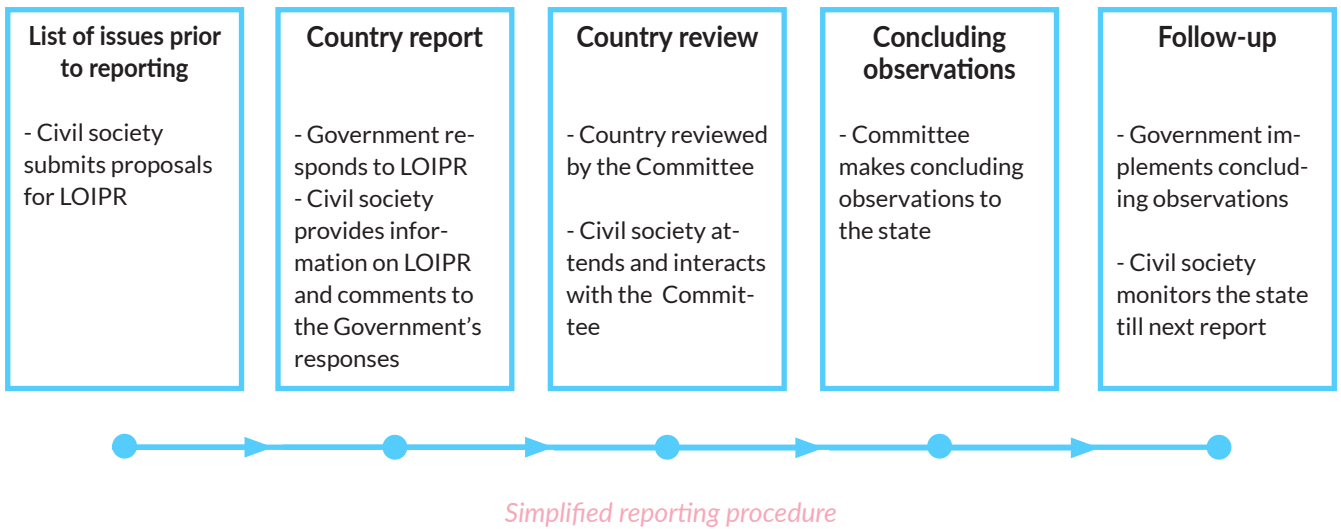 List of issues prior
to reporting
- Civil society
submits proposals
for LOIPR
Country report
- Government re-
sponds to LOIPR
- Civil society
provides infor-
mation on LOIPR
and comments to
the Government’s
responses
Country review
- Country reviewed
by the Committee
- Civil society at-
tends and interacts
with the  Commit-
tee
Concluding
observations
- Committee
makes concluding
observations to
the state
Follow-up
- Government im-
plements conclud-
ing observations
- Civil society
monitors the state
till next report
Simplified reporting procedure